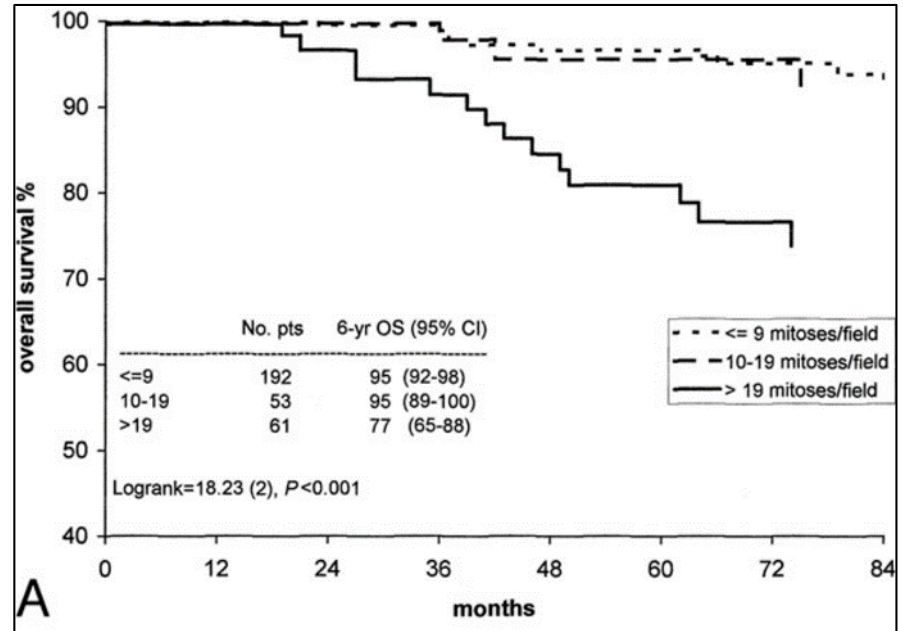 100
90
80
70
60
50
40
overall survival %
No. pts 6-yr OS (95% CI)
<=9 192 95 (92-98)
10-19 53 95 (89-100)
>19 61 77 (65-88)
Logrank=18.23 (2), P<0.001
<= 9 mitoses/field
10-19 mitoses/field
> 19 mitoses/field
0 12 24 36 48 60 72 84
months
A